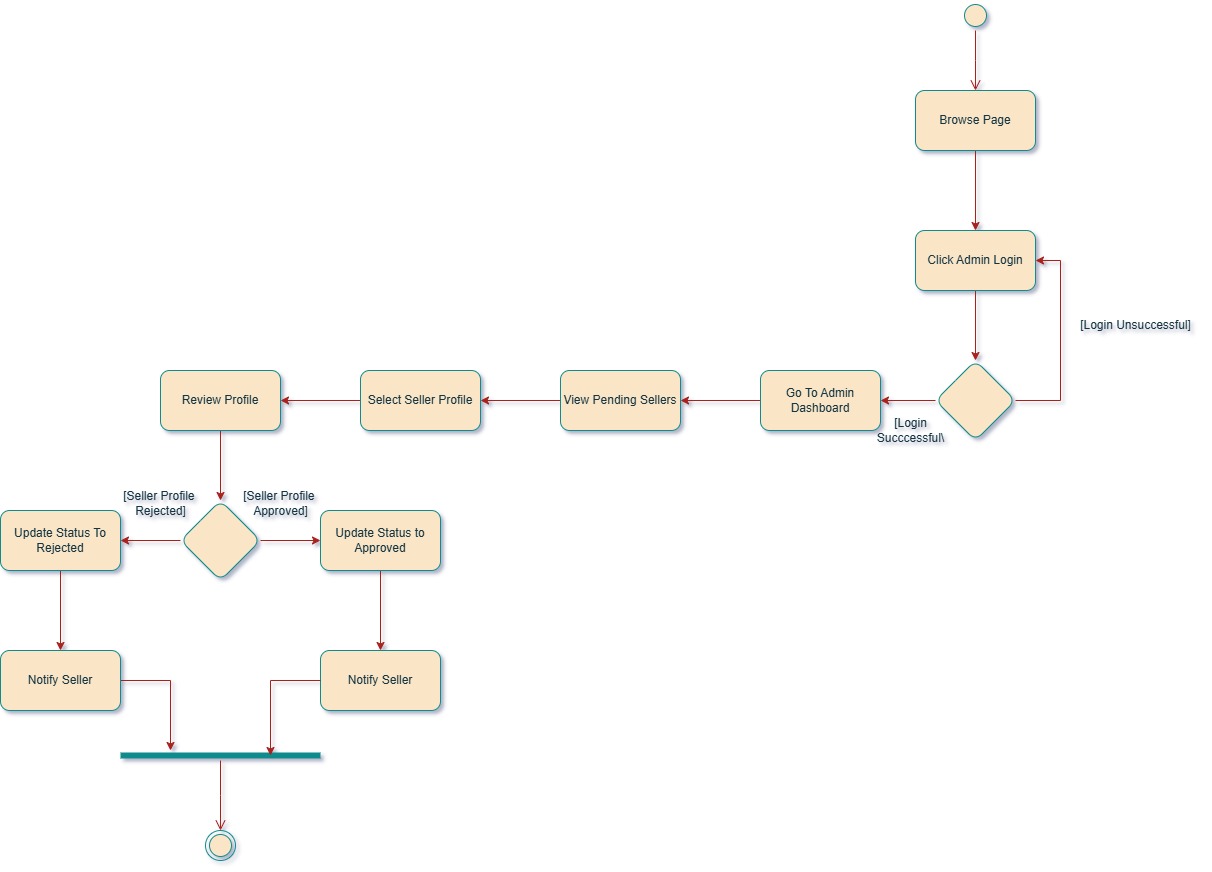 Browse Page
Click Admin Login
[Login Unsuccessful]
Review Profile
Select Seller Profile
View Pending Sellers
Go To Admin
Dashboard
[Login
Succcessful\
[Seller Profile
Rejected]
[Seller Profile
Approved]
Update Status To
Rejected
Update Status to
Approved
Notify Seller
Notify Seller